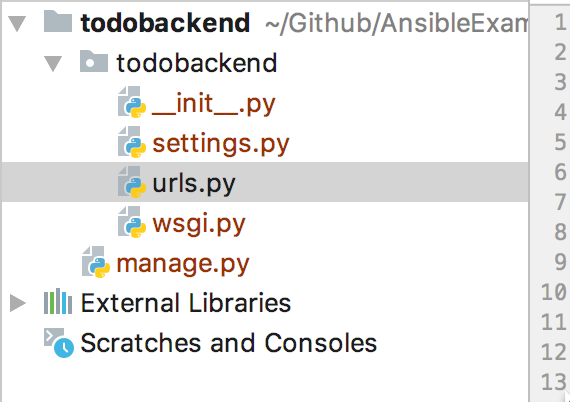 todobackend ~/Github/AnsibleExam
todobackend
__init__.py
settings.py
urls.py
wsgi.py
manage.py
External Libraries
Scratches and Consoles
1
2
3
4
5
6
7
8
9
10
11
12
13